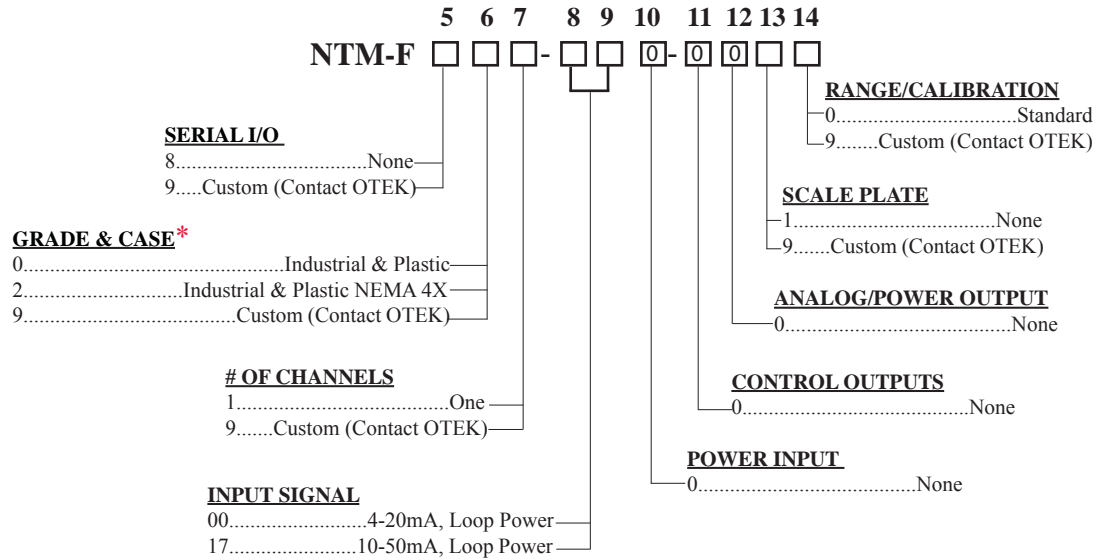 5 6 7 8 9 10 11 12 13 14
NTM-F - 0 - 0 0
RANGE/CALIBRATION
0.............................Standard
9........Custom (Contact OTEK)
SERIAL I/O
8................................None
9.....Custom (Contact OTEK)
SCALE PLATE
1...................................None
9.......Custom (Contact OTEK)
GRADE & CASE*
0.............................................Industrial & Plastic
2...........................Industrial & Plastic NEMA 4X
9.....................................Custom (Contact OTEK)
ANALOG/POWER OUTPUT
0.......................................None
# OF CHANNELS
1.....................................One
9.......Custom (Contact OTEK)
CONTROL OUTPUTS
0.......................................None
POWER INPUT
0......................................None
INPUT SIGNAL
00........................4-20mA, Loop Power
17......................10-50mA, Loop Power